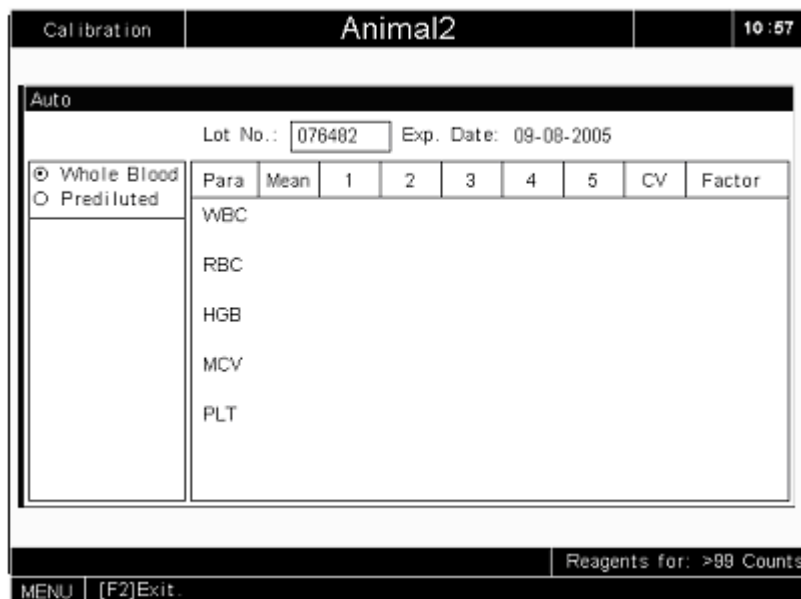 Calibration Animal2 10:57
Auto
Lot No.: 076482 Exp. Date: 09-08-2005
Whole Blood
Prediluted
Para Mean 1 2 3 4 5 CV Factor
WBC
RBC
HGB
MCV
PLT
Reagents for: >99 Counts
MENU [F2]Exit.